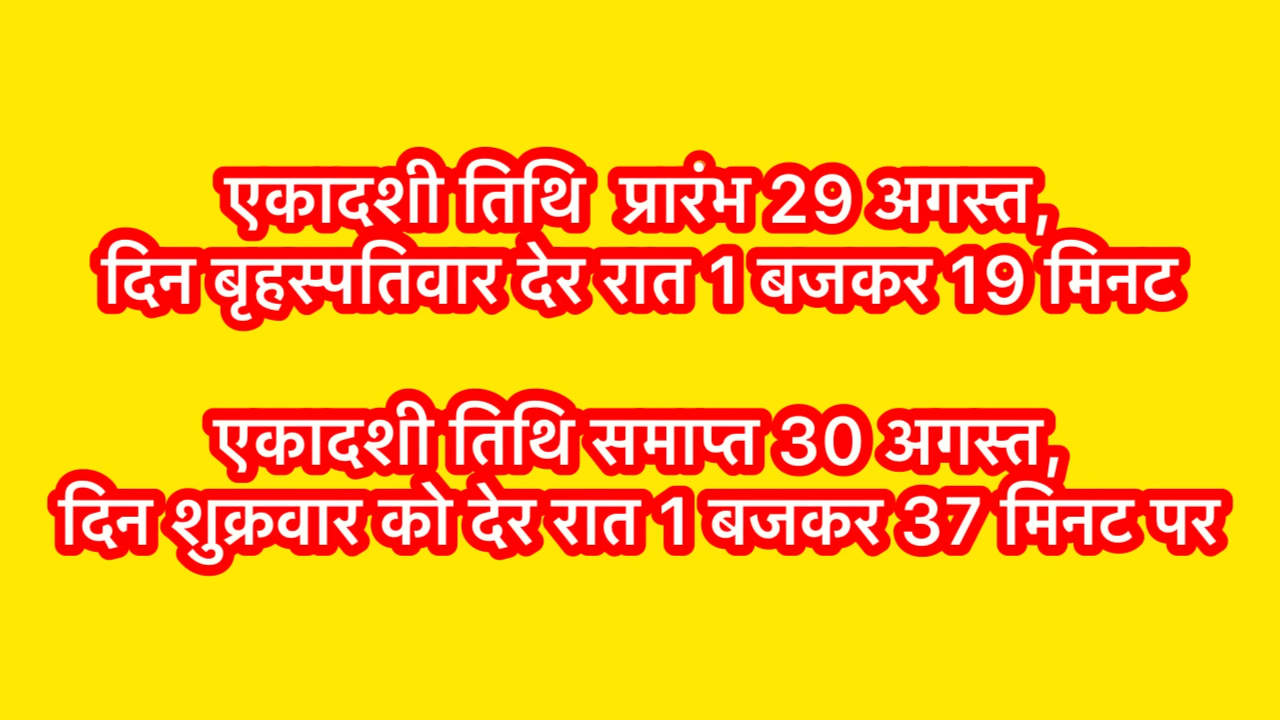 एकादशी तिथि प्रारंभ 29 अगस्त,
दिन बृहस्पतिवार देर रात 1 बजकर 19 मिनट
एकादशी तिथि समाप्त 30 अगस्त,
दिन शुक्रवार को देर रात 1 बजकर 37 मिनट पर